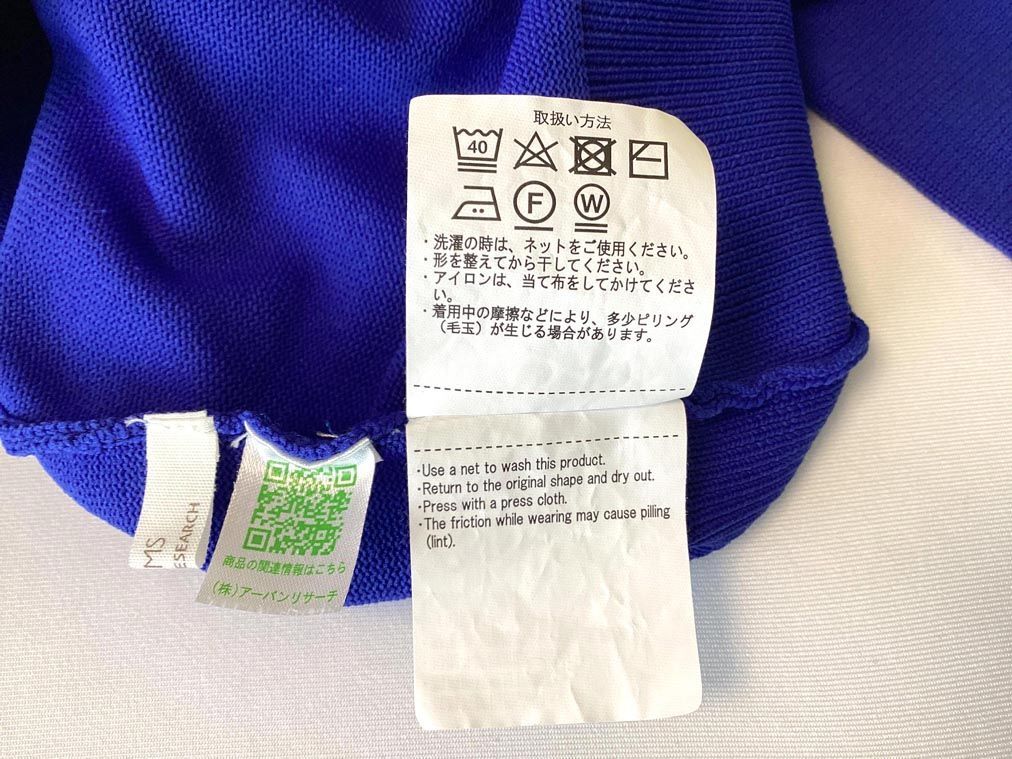 取扱い方法
40
F
W
・洗濯の時は、ネットをご使用ください。
・形を整えてから干してください。
・アイロンは、当て布をしてかけてくださ
い。
・着用中の摩擦などにより、多少ピリング
（毛玉）が生じる場合があります。
・Use a net to wash this product.
・Return to the original shape and dry out.
・Press with a press cloth.
・The friction while wearing may cause pilling
(lint).
MS
ESEARCH
商品の関連情報はこちら
(株)アーバンリサーチ